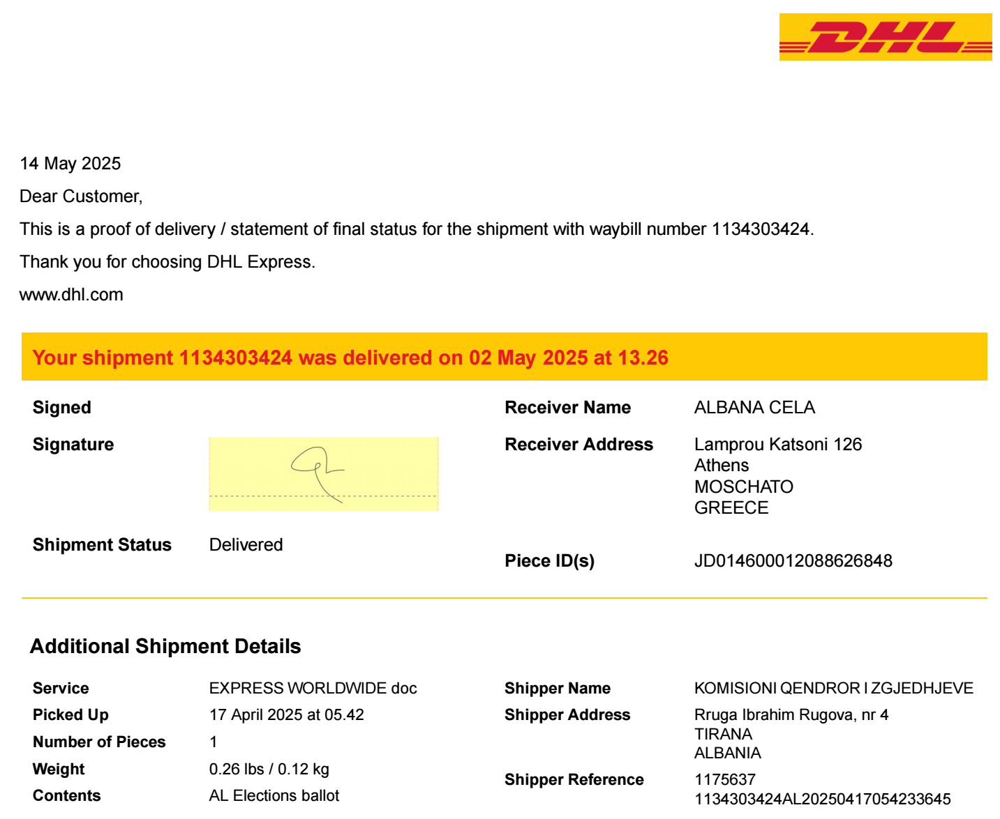 DHL
14 May 2025
Dear Customer,
This is a proof of delivery / statement of final status for the shipment with waybill number 1134303424.
Thank you for choosing DHL Express.
www.dhl.com
Your shipment 1134303424 was delivered on 02 May 2025 at 13.26
Signed
Receiver Name ALBANA CELA
Signature
Receiver Address Lamprou Katsoni 126
Athens
MOSCHATO
GREECE
Shipment Status Delivered
Piece ID(s) JD014600012088626848
Additional Shipment Details
Service EXPRESS WORLDWIDE doc
Picked Up 17 April 2025 at 05.42
Number of Pieces 1
Weight 0.26 lbs / 0.12 kg
Contents AL Elections ballot
Shipper Name KOMISIONI QENDROR I ZGJEDHJEVE
Shipper Address Rruga Ibrahim Rugova, nr 4
TIRANA
ALBANIA
Shipper Reference 1175637
1134303424AL20250417054233645